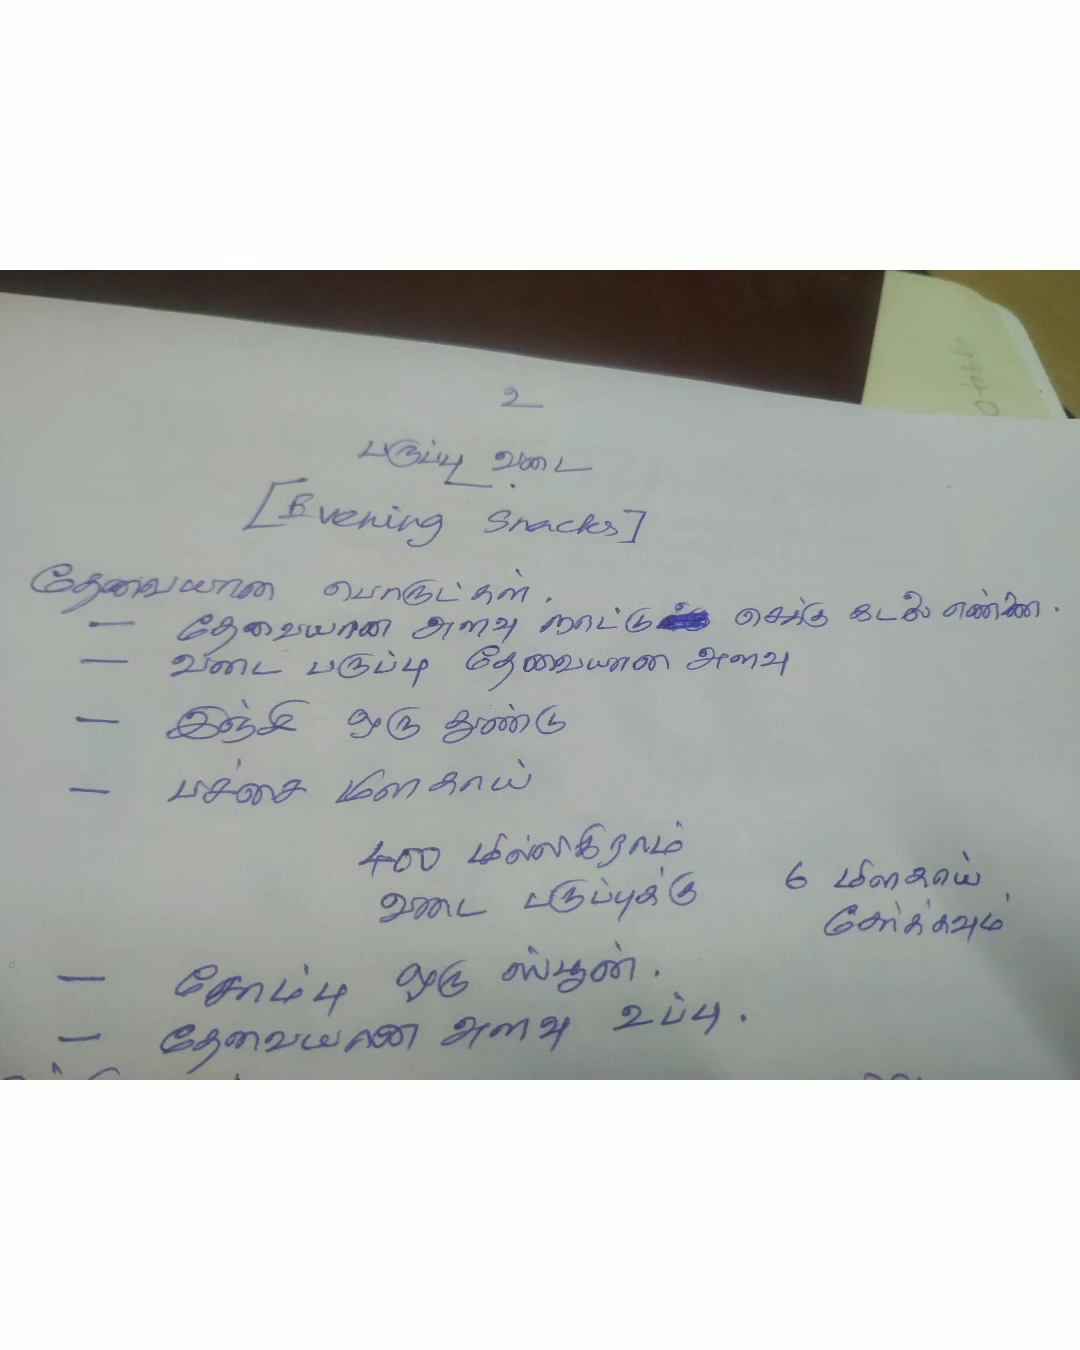 2
பருப்பு வடை
[Evening Snacks]
தேவையான பொருட்கள்.
— தேவையான அளவு நாட்டு செக்கு கடலை எண்ணை.
— வடை பருப்பு தேவையான அளவு
— இஞ்சி ஒரு துண்டு
— பச்சை மிளகாய்
400 மில்லிகிராம்
வடை பருப்புக்கு
6 மிளகாய்
சேர்க்கவும்
— சோம்பு ஒரு ஸ்பூன்.
— தேவையான அளவு உப்பு.